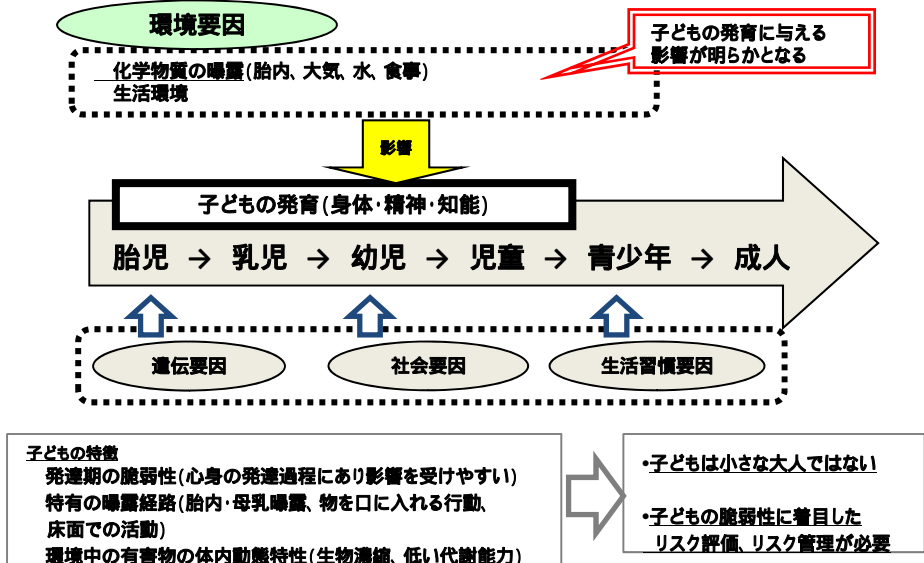 環境要因
子どもの発育に与える
影響が明らかとなる
化学物質の曝露(胎内、大気、水、食事)
生活環境
影響
子どもの発育(身体・精神・知能)
胎児 → 乳児 → 幼児 → 児童 → 青少年 → 成人
遺伝要因
社会要因
生活習慣要因
子どもの特徴
発達期の脆弱性(心身の発達過程にあり影響を受けやすい)
特有の曝露経路(胎内・母乳曝露、物を口に入れる行動、
床面での活動)
環境中の有害物の体内動態特性(生物濃縮、低い代謝能力)
•子どもは小さな大人ではない
•子どもの脆弱性に着目した
リスク評価、リスク管理が必要